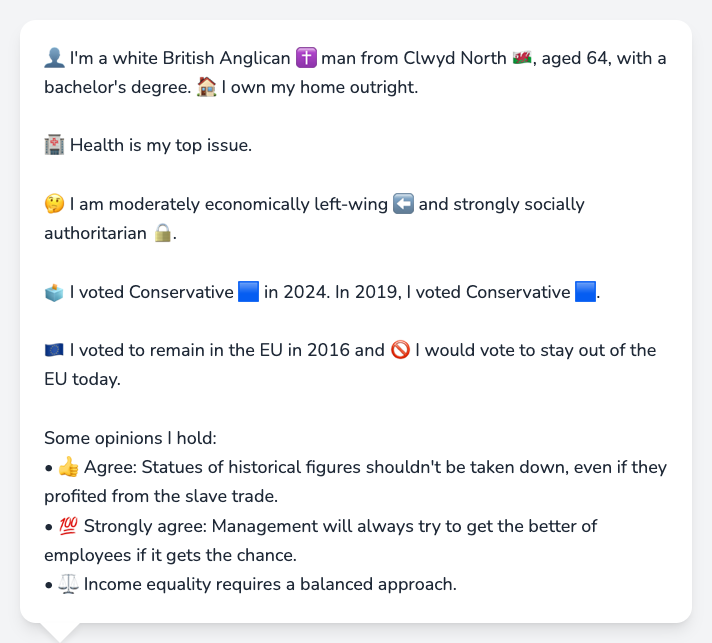 👤 I'm a white British Anglican ✝️ man from Clwyd North 🏴󠁧󠁢󠁷󠁬󠁳󠁿, aged 64, with a
bachelor's degree. 🏠 I own my home outright.
🏥 Health is my top issue.
🤔 I am moderately economically left-wing ⬅️ and strongly socially
authoritarian 🔒.
🗳️ I voted Conservative 🟦 in 2024. In 2019, I voted Conservative 🟦.
🇪🇺 I voted to remain in the EU in 2016 and 🚫 I would vote to stay out of the
EU today.
Some opinions I hold:
• 👍 Agree: Statues of historical figures shouldn't be taken down, even if they
profited from the slave trade.
• 💯 Strongly agree: Management will always try to get the better of
employees if it gets the chance.
• ⚖️ Income equality requires a balanced approach.